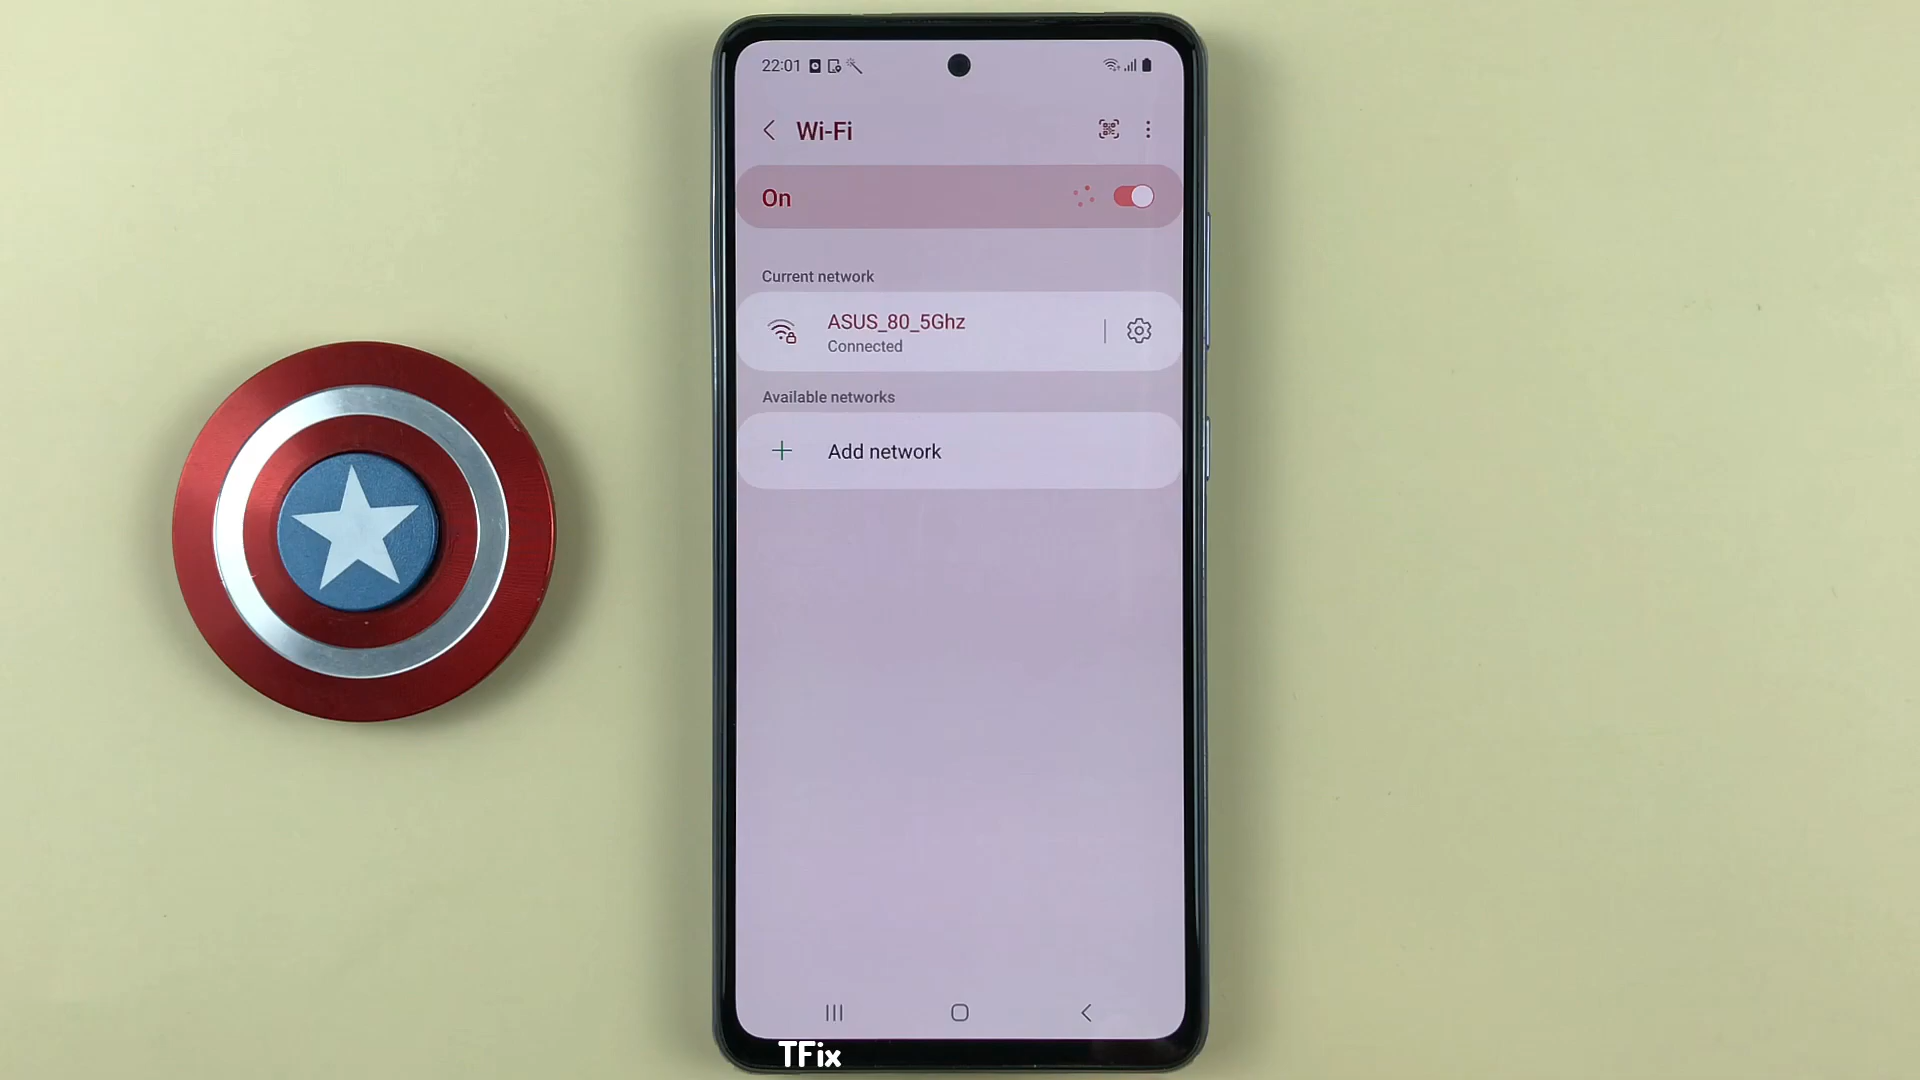 22:01
Wi-Fi
On
Current network
ASUS_80_5Ghz
Connected
Available networks
Add network
TFix